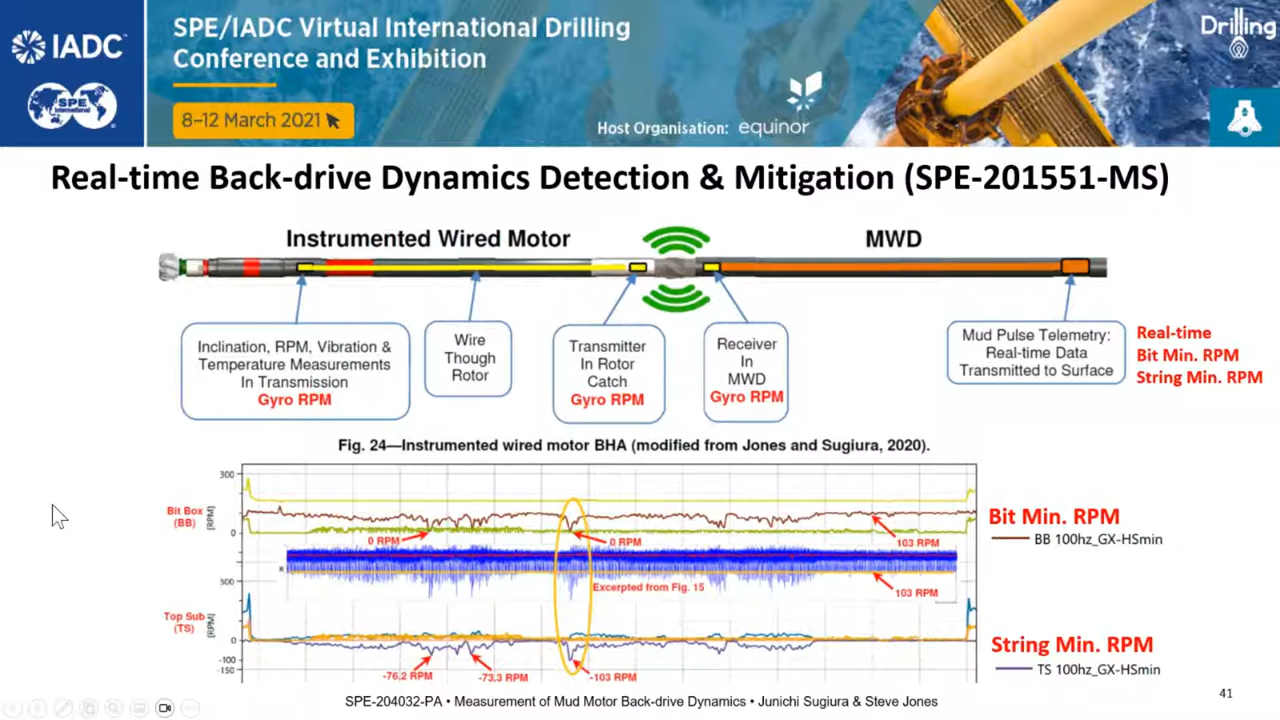 IADC
SPE
International
SPE/IADC Virtual International Drilling
Conference and Exhibition
8–12 March 2021
Host Organisation: equinor
Drilling
Real-time Back-drive Dynamics Detection & Mitigation (SPE-201551-MS)
Instrumented Wired Motor
MWD
Inclination, RPM, Vibration &
Temperature Measurements
In Transmission
Gyro RPM
Wire
Though
Rotor
Transmitter
In Rotor
Catch
Gyro RPM
Receiver
In
MWD
Gyro RPM
Mud Pulse Telemetry:
Real-time Data
Transmitted to Surface
Real-time
Bit Min. RPM
String Min. RPM
Fig. 24—Instrumented wired motor BHA (modified from Jones and Sugiura, 2020).
300
Bit Box
(BB)
[RPM]
0
0 RPM
0 RPM
103 RPM
Bit Min. RPM
BB 100hz_GX-HSmin
300
Excerpted from Fig. 15
103 RPM
Top Sub
(TS)
[RPM]
0
-100
-150
-76.2 RPM
-73.3 RPM
-103 RPM
String Min. RPM
TS 100hz_GX-HSmin
SPE-204032-PA • Measurement of Mud Motor Back-drive Dynamics • Junichi Sugiura & Steve Jones
41